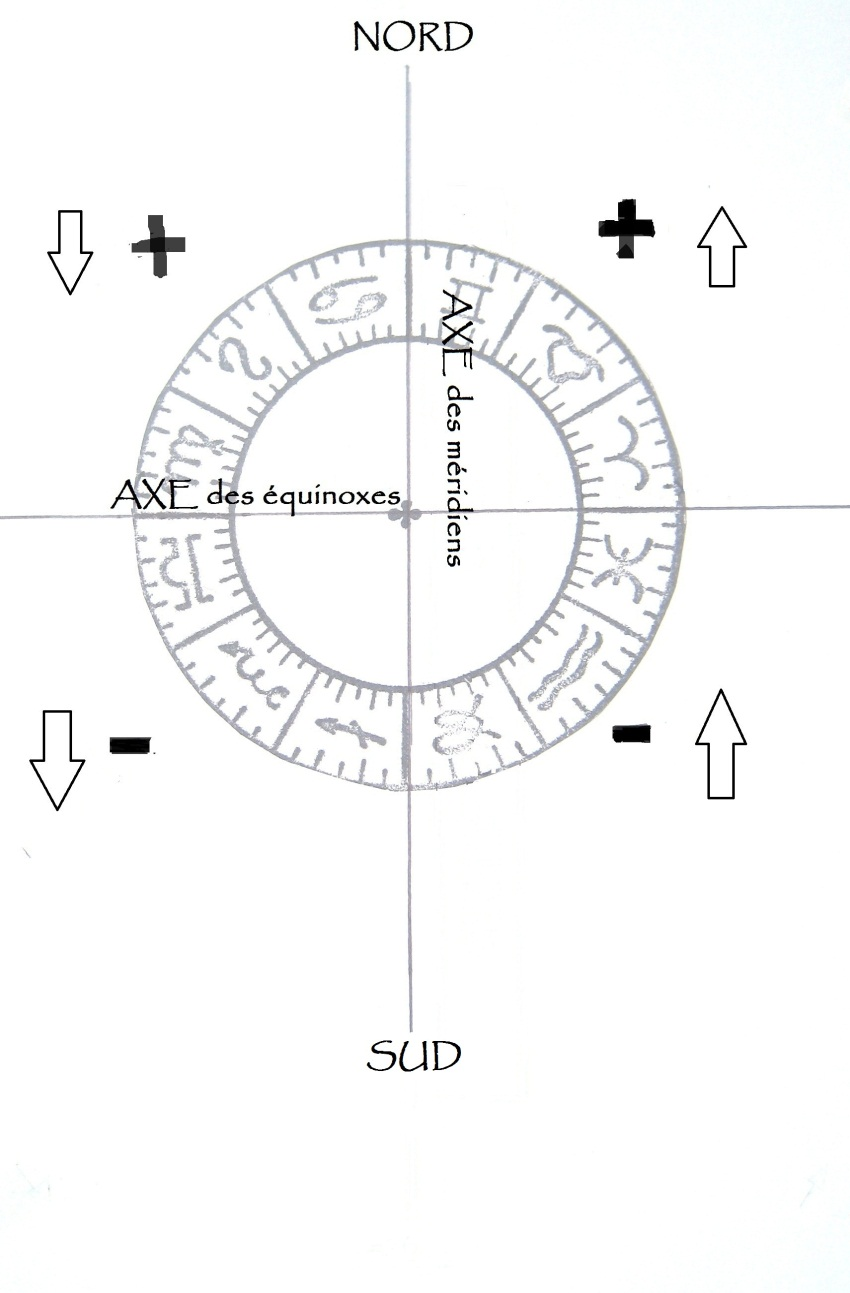 NORD
AXE des méridiens
AXE des équinoxes
SUD